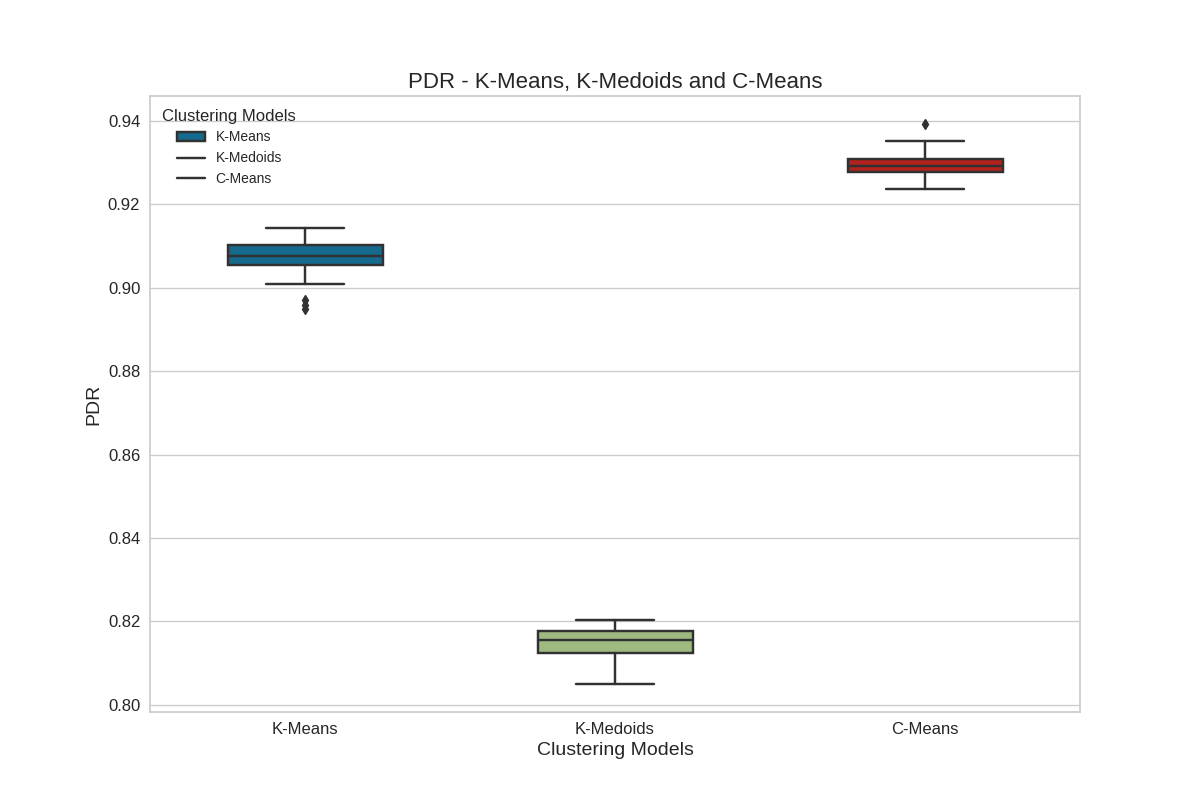 PDR - K-Means, K-Medoids and C-Means
Clustering Models
K-Means
K-Medoids
C-Means
0.94
0.92
0.90
0.88
0.86
0.84
0.82
0.80
PDR
K-Means K-Medoids C-Means
Clustering Models